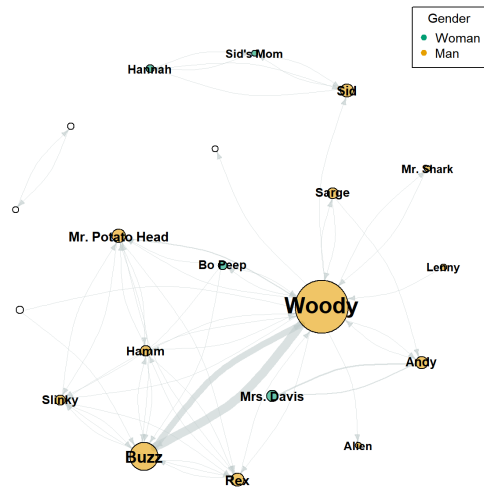 Gender
Woman
Man
Sid's Mom
Hannah
Sid
Mr. Shark
Sarge
Mr. Potato Head
Bo Peep
Lenny
Woody
Hamm
Andy
Slinky
Mrs. Davis
Alien
Buzz
Rex